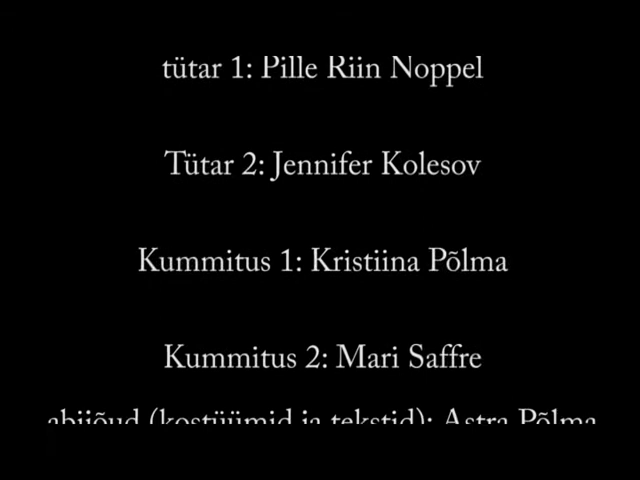 tütar 1: Pille Riin Noppel
Tütar 2: Jennifer Kolesov
Kummitus 1: Kristiina Põlma
Kummitus 2: Mari Saffre
abijõud (kostüümid ja tekstid): Astra Põlma